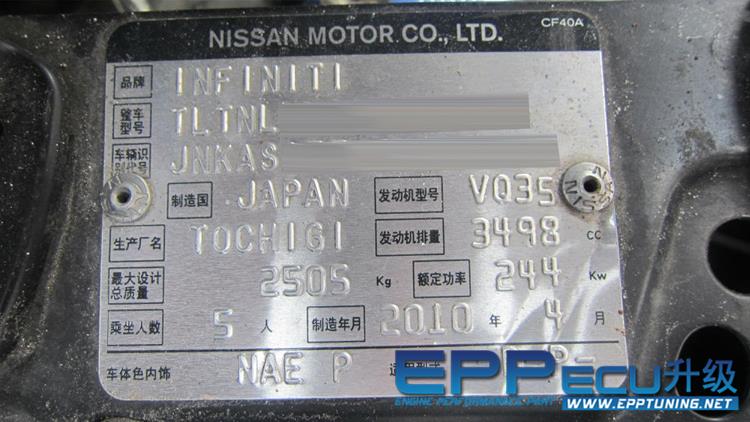 NISSAN MOTOR CO., LTD. CF40A
品牌 INFINITI
整车型号 TLTNL
车辆识别代号 JNKAS
制造国 JAPAN 发动机型号 VQ35
NISSAN
生产厂名 TOCHIGI 发动机排量 3498 CC
最大设计总质量 2505 Kg 额定功率 244 Kw
乘坐人数 5 人 制造年月 2010 年 4 月
车体色内饰 NAE P
EPPECU升级
ENGINE PERFORMANCE PART
WWW.EPPTUNING.NET